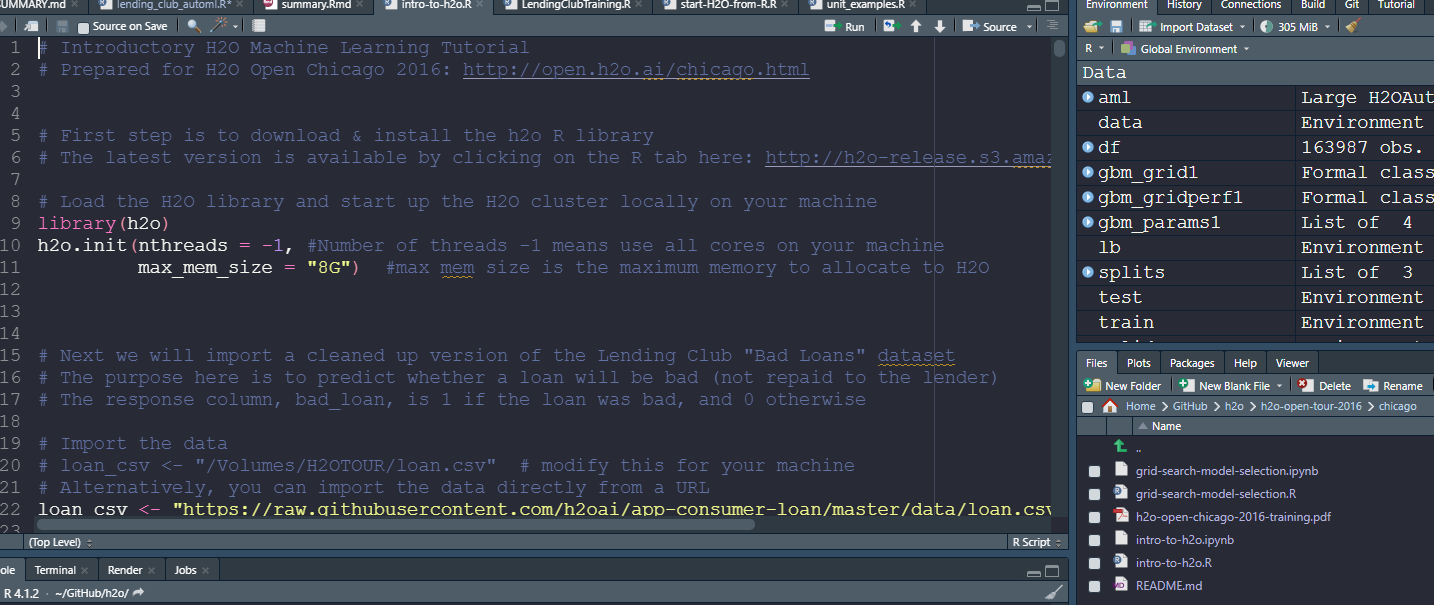 UMMARY.md
lending_club_automl.R*
summary.Rmd
intro-to-h2o.R
LendingClubTraining.R
start-H2O-from-R.R
unit_examples.R
Source on Save
Run
Source
1 # Introductory H2O Machine Learning Tutorial
2 # Prepared for H2O Open Chicago 2016: http://open.h2o.ai/chicago.html
3
4
5 # First step is to download & install the h2o R library
6 # The latest version is available by clicking on the R tab here: http://h2o-release.s3.amaz
7
8 # Load the H2O library and start up the H2O cluster locally on your machine
9 library(h2o)
10 h2o.init(nthreads = -1, #Number of threads -1 means use all cores on your machine
11 max_mem_size = "8G") #max mem size is the maximum memory to allocate to H2O
12
13
14
15 # Next we will import a cleaned up version of the Lending Club "Bad Loans" dataset
16 # The purpose here is to predict whether a loan will be bad (not repaid to the lender)
17 # The response column, bad_loan, is 1 if the loan was bad, and 0 otherwise
18
19 # Import the data
20 # loan_csv <- "/Volumes/H2OTOUR/loan.csv" # modify this for your machine
21 # Alternatively, you can import the data directly from a URL
22 loan_csv <- "https://raw.githubusercontent.com/h2oai/app-consumer-loan/master/data/loan.csv
23
(Top Level)
R Script
ole
Terminal
Render
Jobs
R 4.1.2 · ~/GitHub/h2o/
Environment
History
Connections
Build
Git
Tutorial
Import Dataset
305 MiB
R
Global Environment
Data
aml Large H2OAut
data Environment
df 163987 obs.
gbm_grid1 Formal class
gbm_gridperf1 Formal class
gbm_params1 List of 4
lb Environment
splits List of 3
test Environment
train Environment
Files
Plots
Packages
Help
Viewer
New Folder
New Blank File
Delete
Rename
Home > GitHub > h2o > h2o-open-tour-2016 > chicago
Name
..
grid-search-model-selection.ipynb
grid-search-model-selection.R
h2o-open-chicago-2016-training.pdf
intro-to-h2o.ipynb
intro-to-h2o.R
README.md